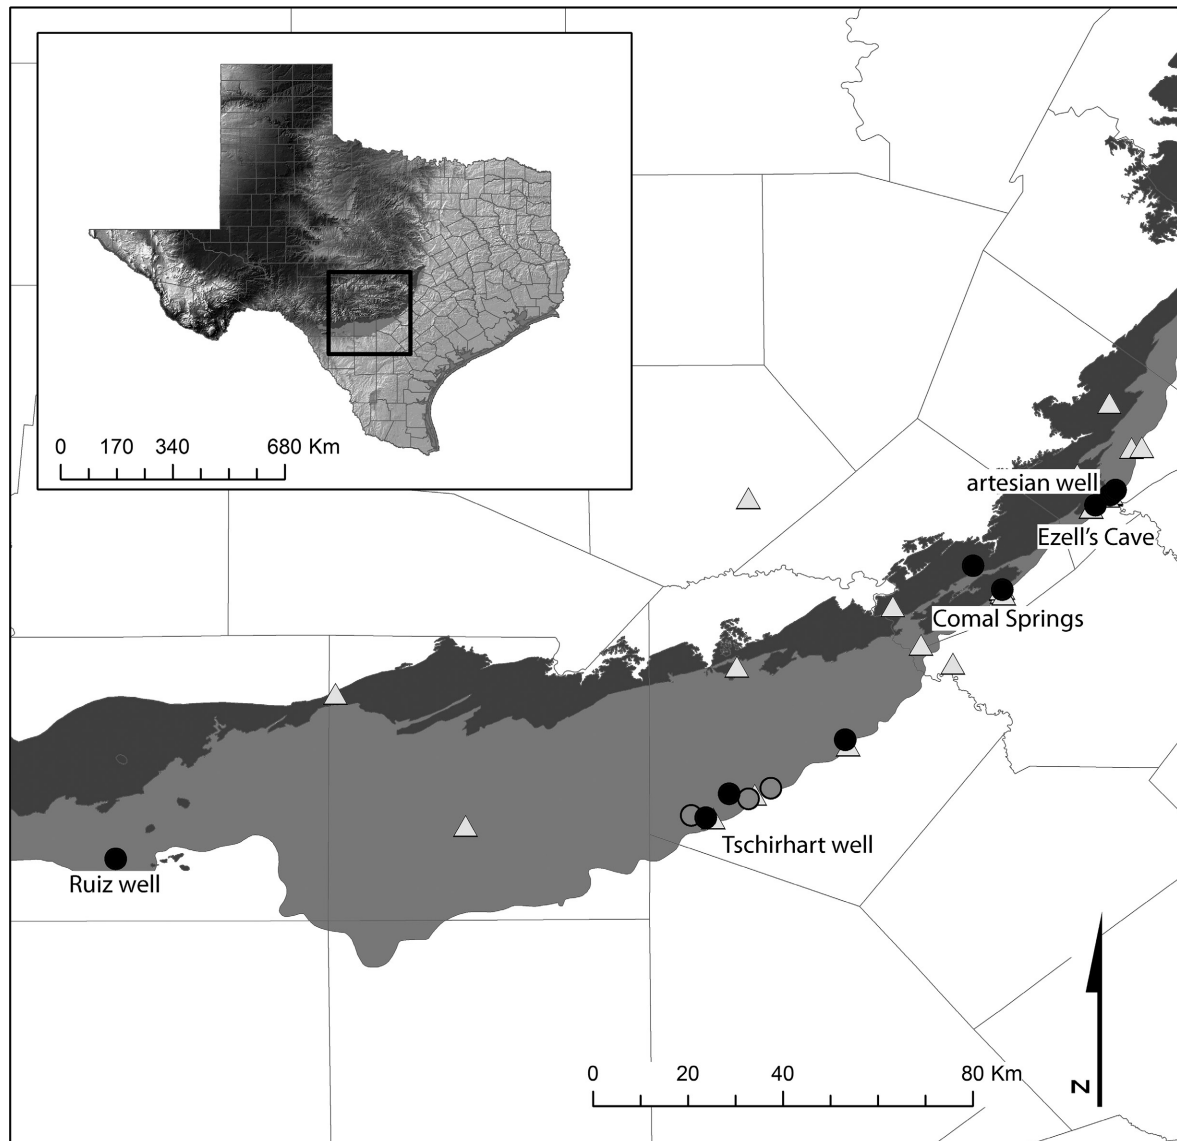 0 170 340 680 Km
artesian well
Ezell's Cave
Comal Springs
Tschirhart well
Ruiz well
0 20 40 80 Km
N